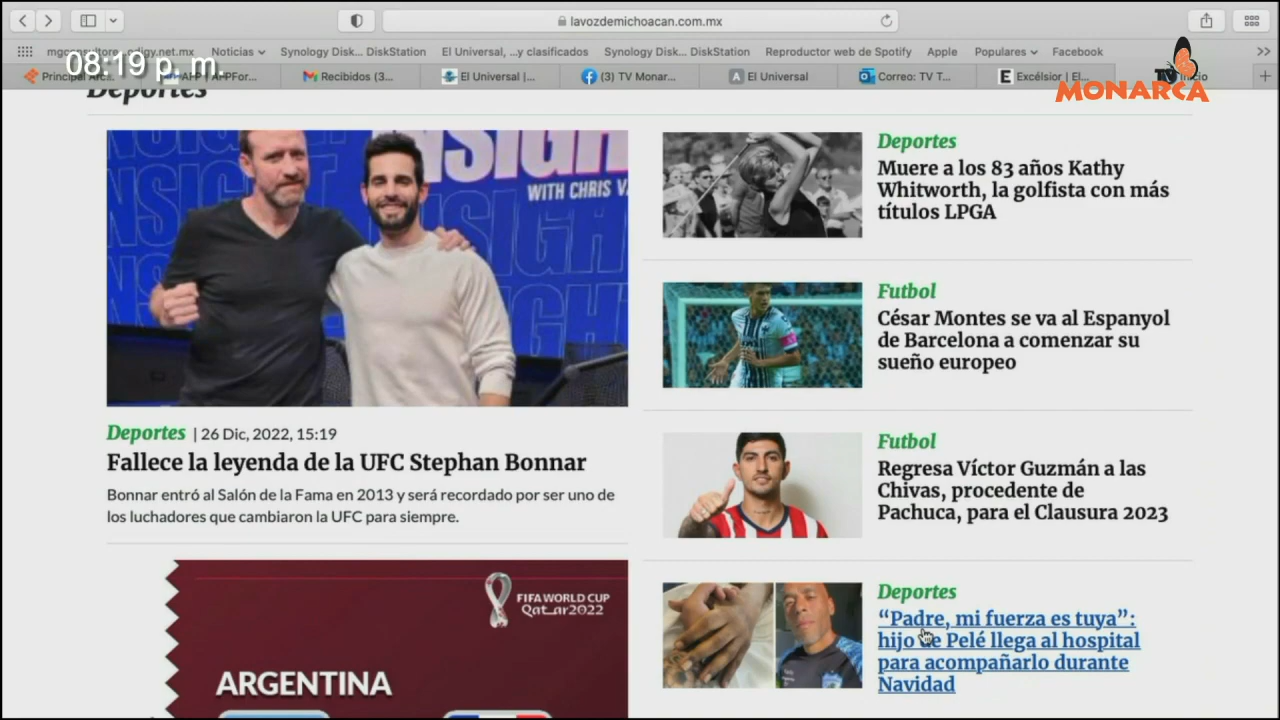 lavozdemichoacan.com.mx
Noticias
Synology Disk... DiskStation
El Universal, ...y clasificados
Synology Disk... DiskStation
Reproductor web de Spotify
Apple
Populares
Facebook
08:19 p. m.
Recibidos (3...
El Universal |...
(3) TV Monar...
A El Universal
Correo: TV T...
E Excélsior | El...
TV
MONARCA
Deportes
INSIGHT
WITH CHRIS V
Deportes | 26 Dic, 2022, 15:19
Fallece la leyenda de la UFC Stephan Bonnar
Bonnar entró al Salón de la Fama en 2013 y será recordado por ser uno de
los luchadores que cambiaron la UFC para siempre.
FIFA WORLD CUP
Qatar2022
ARGENTINA
Deportes
Muere a los 83 años Kathy
Whitworth, la golfista con más
títulos LPGA
Futbol
César Montes se va al Espanyol
de Barcelona a comenzar su
sueño europeo
Futbol
Regresa Víctor Guzmán a las
Chivas, procedente de
Pachuca, para el Clausura 2023
Deportes
“Padre, mi fuerza es tuya”:
hijo de Pelé llega al hospital
para acompañarlo durante
Navidad